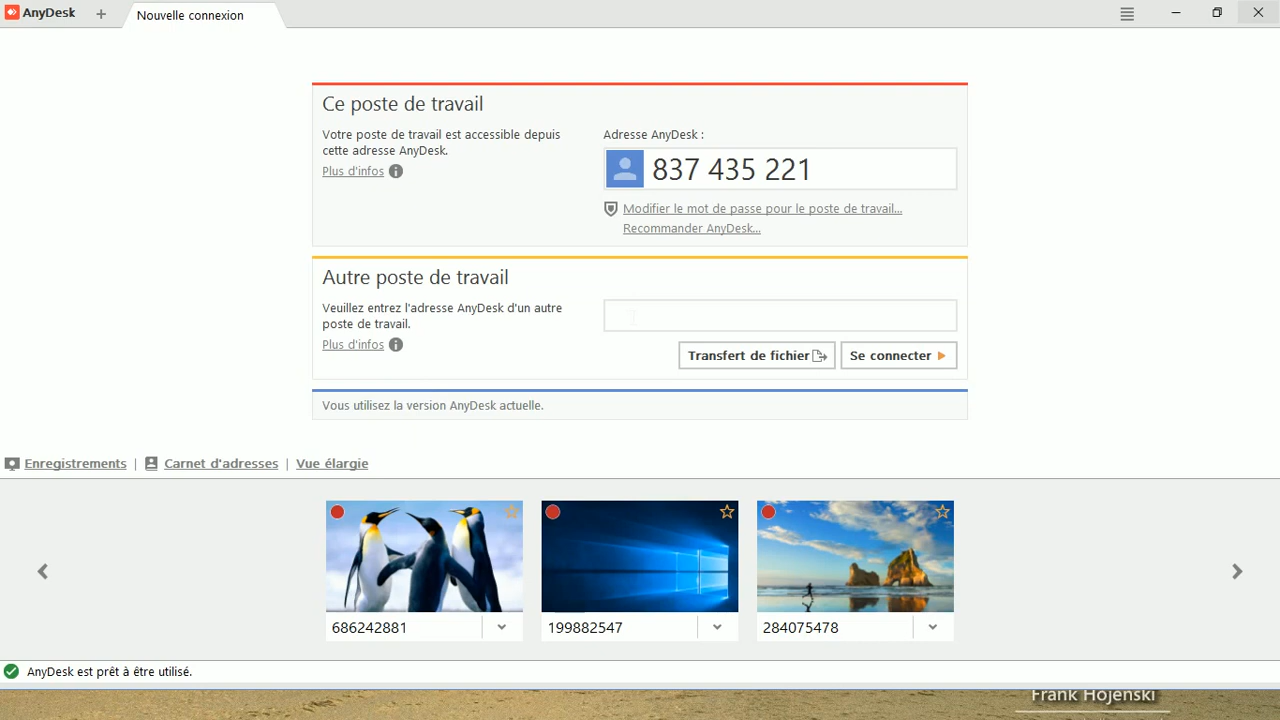 AnyDesk
Nouvelle connexion
Ce poste de travail
Votre poste de travail est accessible depuis
cette adresse AnyDesk.
Plus d'infos
Adresse AnyDesk :
837 435 221
Modifier le mot de passe pour le poste de travail...
Recommander AnyDesk...
Autre poste de travail
Veuillez entrez l'adresse AnyDesk d'un autre
poste de travail.
Plus d'infos
Transfert de fichier
Se connecter
Vous utilisez la version AnyDesk actuelle.
Enregistrements | Carnet d'adresses | Vue élargie
686242881
199882547
284075478
AnyDesk est prêt à être utilisé.
Frank Hojenski